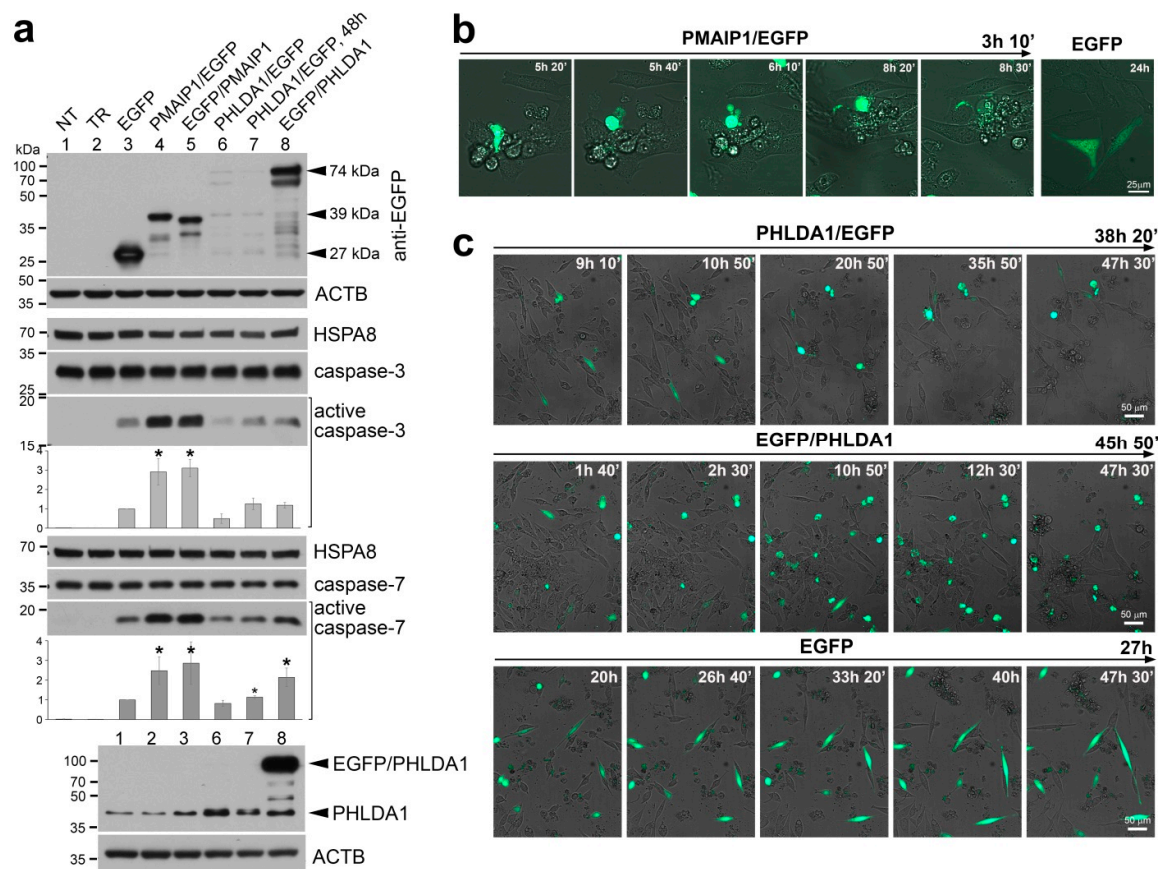 a
NT
TR
EGFP
PMAIP1/EGFP
EGFP/PMAIP1
PHLDA1/EGFP
PHLDA1/EGFP, 48h
EGFP/PHLDA1
kDa 1 2 3 4 5 6 7 8
100
70
50
35
25
74 kDa
39 kDa
27 kDa
anti-EGFP
50
35
ACTB
70
HSPA8
35
25
caspase-3
20
15
active
caspase-3
4
3
2
1
0
* *
70
HSPA8
35
caspase-7
20
active
caspase-7
4
3
2
1
0
* * * *
1 2 3 6 7 8
100
70
50
35
EGFP/PHLDA1
PHLDA1
35
ACTB
b
PMAIP1/EGFP
3h 10’
EGFP
5h 20’ 5h 40’ 6h 10’ 8h 20’ 8h 30’ 24h
25µm
c
PHLDA1/EGFP
38h 20’
9h 10’ 10h 50’ 20h 50’ 35h 50’ 47h 30’
50 µm
EGFP/PHLDA1
45h 50’
1h 40’ 2h 30’ 10h 50’ 12h 30’ 47h 30’
50 µm
EGFP
27h
20h 26h 40’ 33h 20’ 40h 47h 30’
50 µm